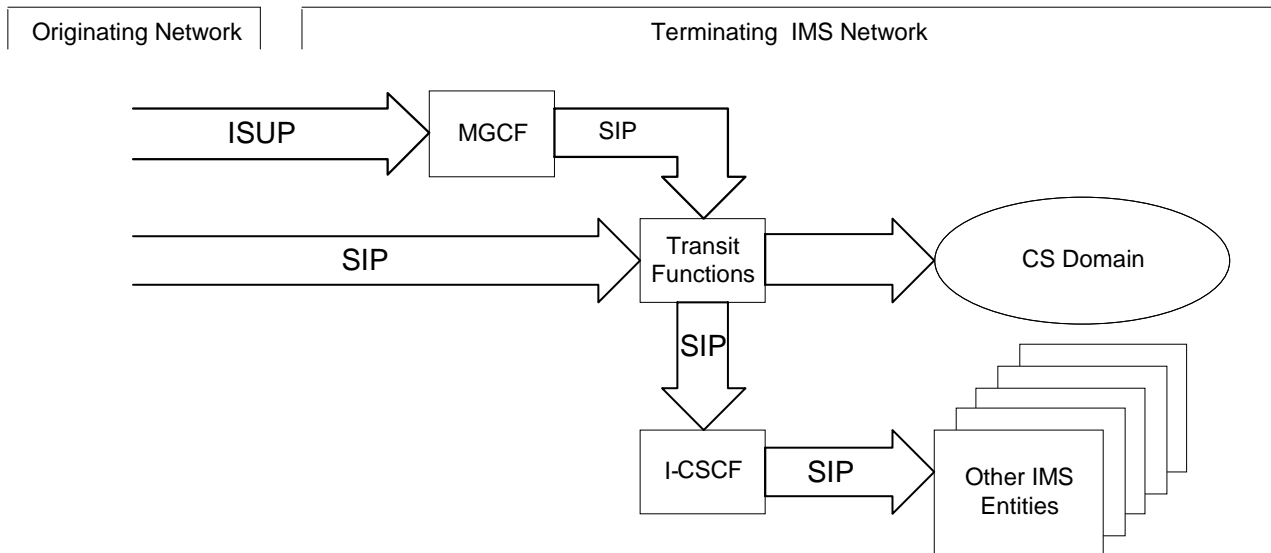 Originating Network
Terminating IMS Network
ISUP
MGCF
SIP
SIP
Transit
Functions
CS Domain
SIP
I-CSCF
SIP
Other IMS
Entities